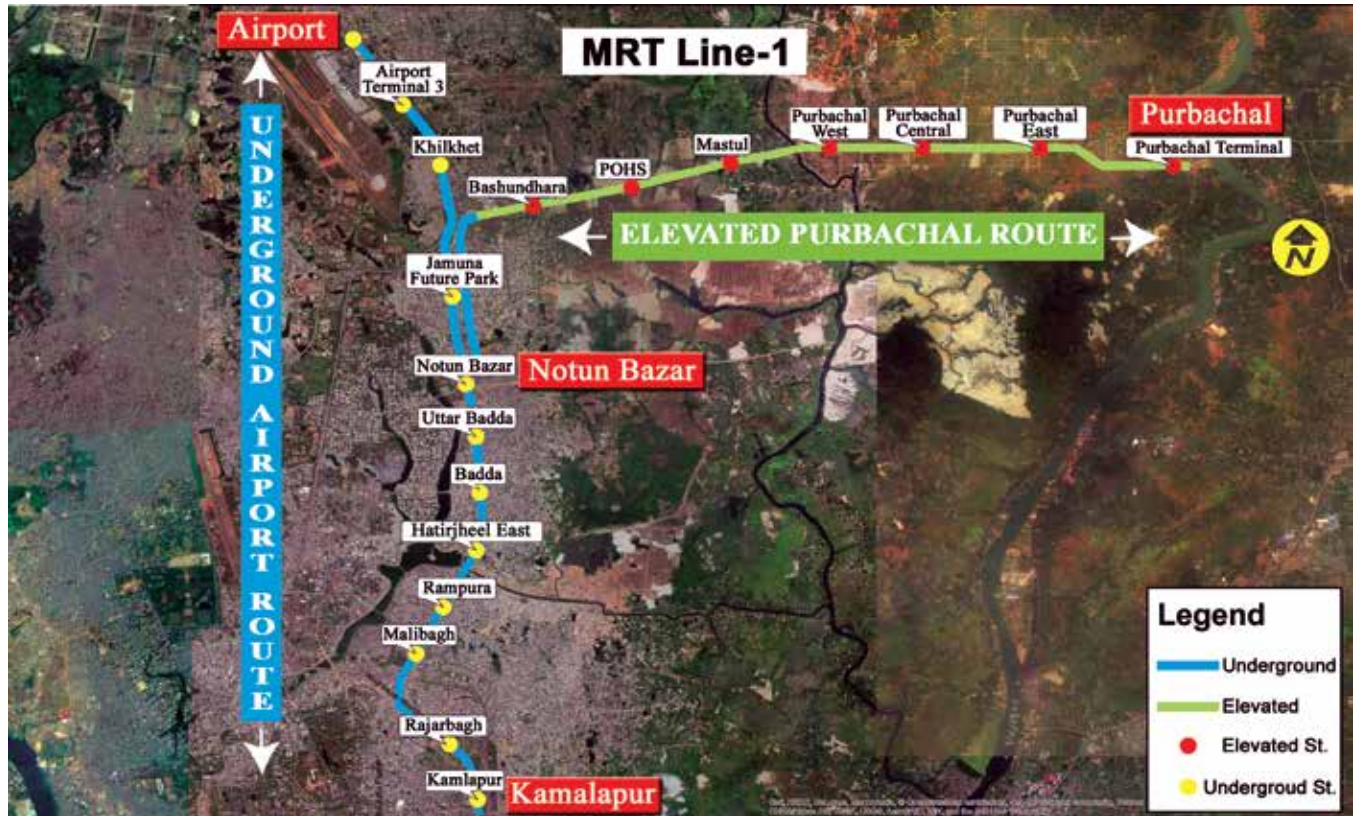 MRT Line-1
Airport
Airport
Terminal 3
Khilkhet
Bashundhara
POHS
Mastul
Purbachal
West
Purbachal
Central
Purbachal
East
Purbachal
Purbachal Terminal
ELEVATED PURBACHAL ROUTE
N
UNDERGROUND AIRPORT ROUTE
Jamuna
Future Park
Notun Bazar
Notun Bazar
Uttar Badda
Badda
Hatirjheel East
Rampura
Malibagh
Rajarbagh
Kamlapur
Kamalapur
Legend
Underground
Elevated
Elevated St.
Undergroud St.